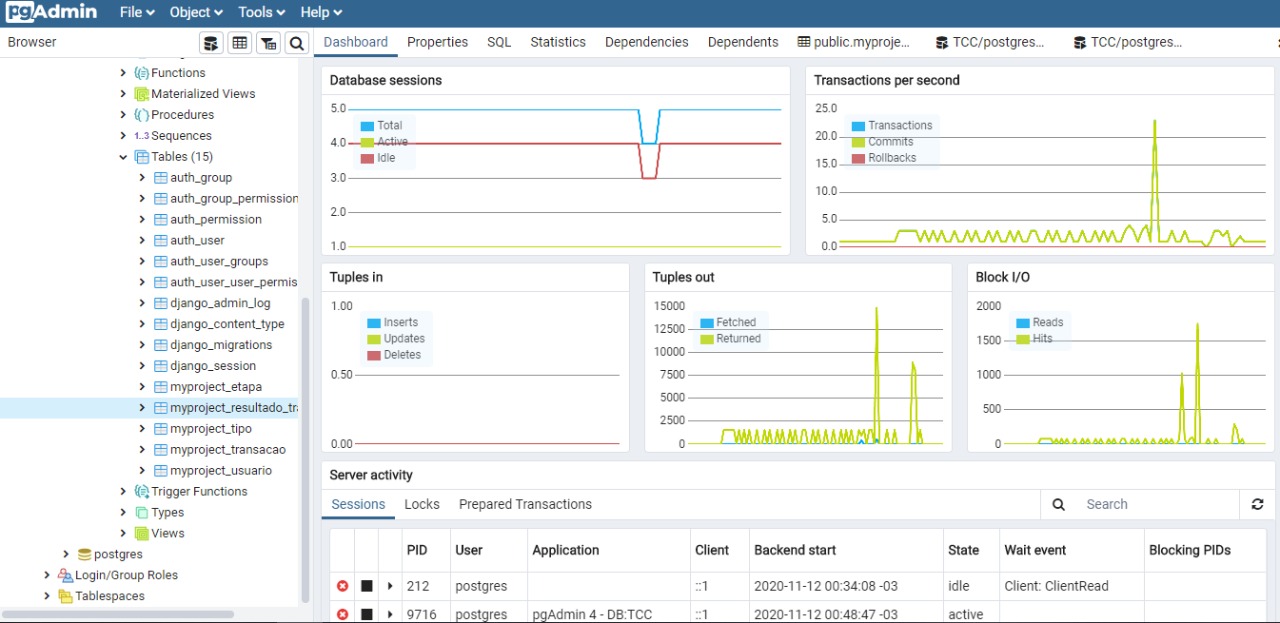 pgAdmin File Object Tools Help
Browser
Dashboard Properties SQL Statistics Dependencies Dependents public.myproje... TCC/postgres... TCC/postgres...
Functions
Materialized Views
Procedures
1..3 Sequences
Tables (15)
auth_group
auth_group_permission
auth_permission
auth_user
auth_user_groups
auth_user_user_permis
django_admin_log
django_content_type
django_migrations
django_session
myproject_etapa
myproject_resultado_tra
myproject_tipo
myproject_transacao
myproject_usuario
Trigger Functions
Types
Views
postgres
Login/Group Roles
Tablespaces
Database sessions
5.0
4.0
3.0
2.0
1.0
Total
Active
Idle
Transactions per second
25.0
20.0
15.0
10.0
5.0
0.0
Transactions
Commits
Rollbacks
Tuples in
1.00
0.50
0.00
Inserts
Updates
Deletes
Tuples out
15000
12500
10000
7500
5000
2500
0
Fetched
Returned
Block I/O
2000
1500
1000
500
0
Reads
Hits
Server activity
Sessions Locks Prepared Transactions Search
PID User Application Client Backend start State Wait event Blocking PIDs
212 postgres ::1 2020-11-12 00:34:08 -03 idle Client: ClientRead
9716 postgres pgAdmin 4 - DB:TCC ::1 2020-11-12 00:48:47 -03 active